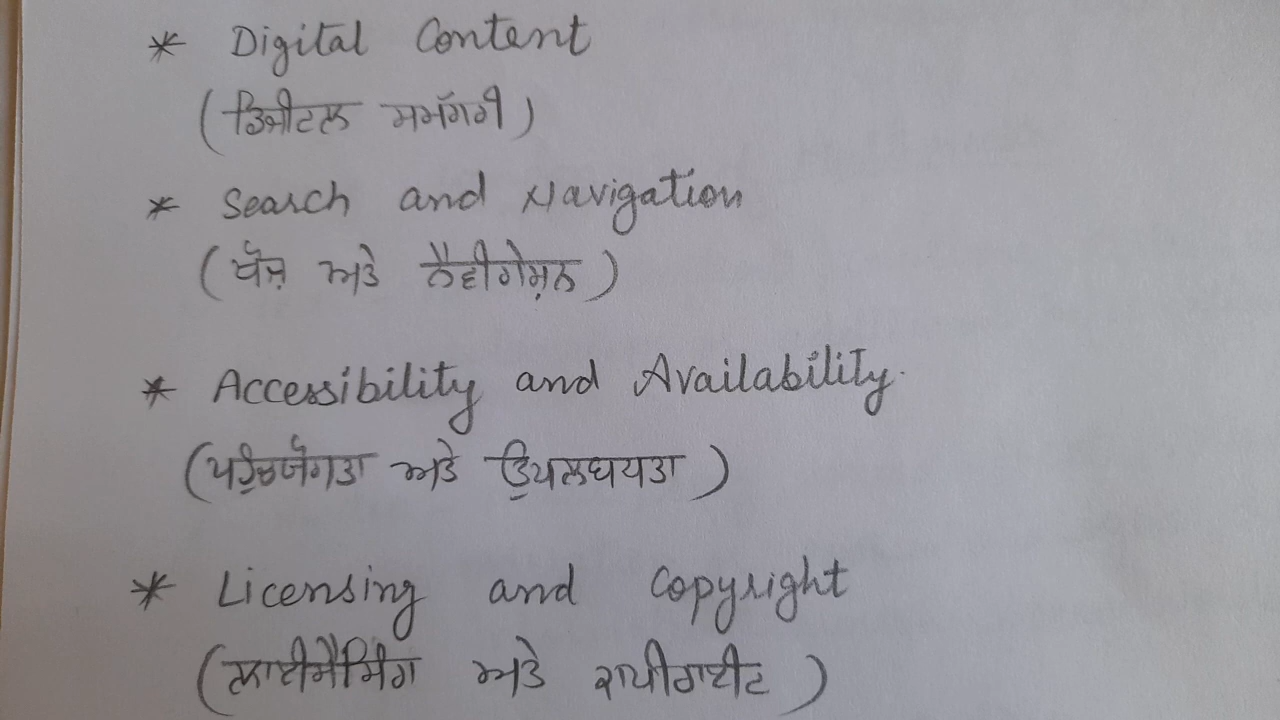 * Digital Content
(ਡਿਜੀਟਲ ਸਮੱਗਰੀ)
* Search and Navigation
(ਖੋਜ਼ ਅਤੇ ਨੈਵੀਗੇਸ਼ਨ)
* Accessibility and Availability.
(ਪਹੁੰਚਯੋਗਤਾ ਅਤੇ ਉਪਲਬਧਯਤਾ)
* Licensing and Copyright
(ਲਾਈਸੈਸਿੰਗ ਅਤੇ ਕਾਪੀਰਾਈਟ)